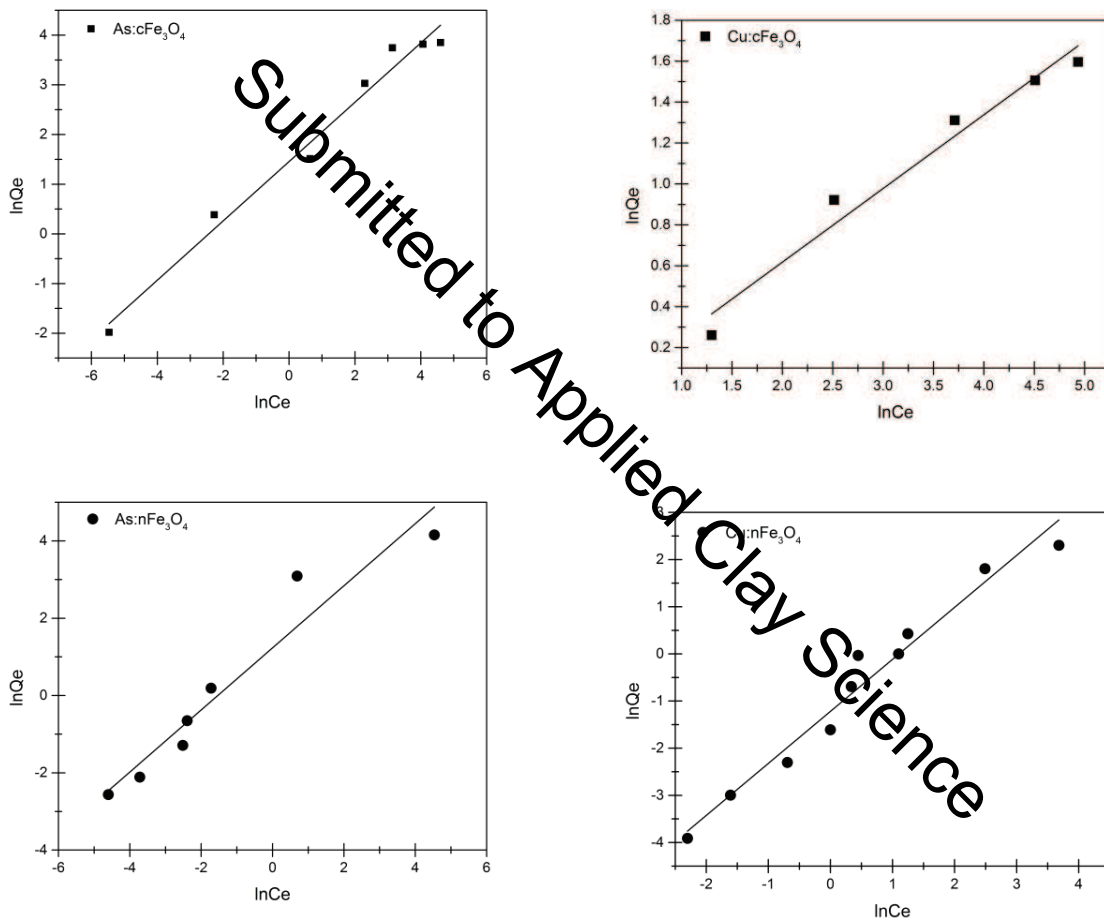 As:cFe₃O₄
4
3
2
1
0
-1
-2
lnQe
-6 -4 -2 0 2 4 6
lnCe
Cu:cFe₃O₄
1.8
1.6
1.4
1.2
1.0
0.8
0.6
0.4
0.2
lnQe
1.0 1.5 2.0 2.5 3.0 3.5 4.0 4.5 5.0
lnCe
Submitted to Applied Clay Science
As:nFe₃O₄
4
2
0
-2
-4
lnQe
-6 -4 -2 0 2 4 6
lnCe
Cu:nFe₃O₄
3
2
1
0
-1
-2
-3
-4
lnQe
-2 -1 0 1 2 3 4
lnCe